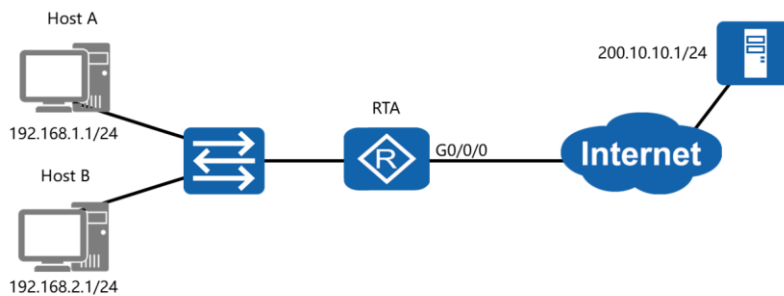 Host A
192.168.1.1/24
Host B
192.168.2.1/24
RTA
R
G0/0/0
Internet
200.10.10.1/24